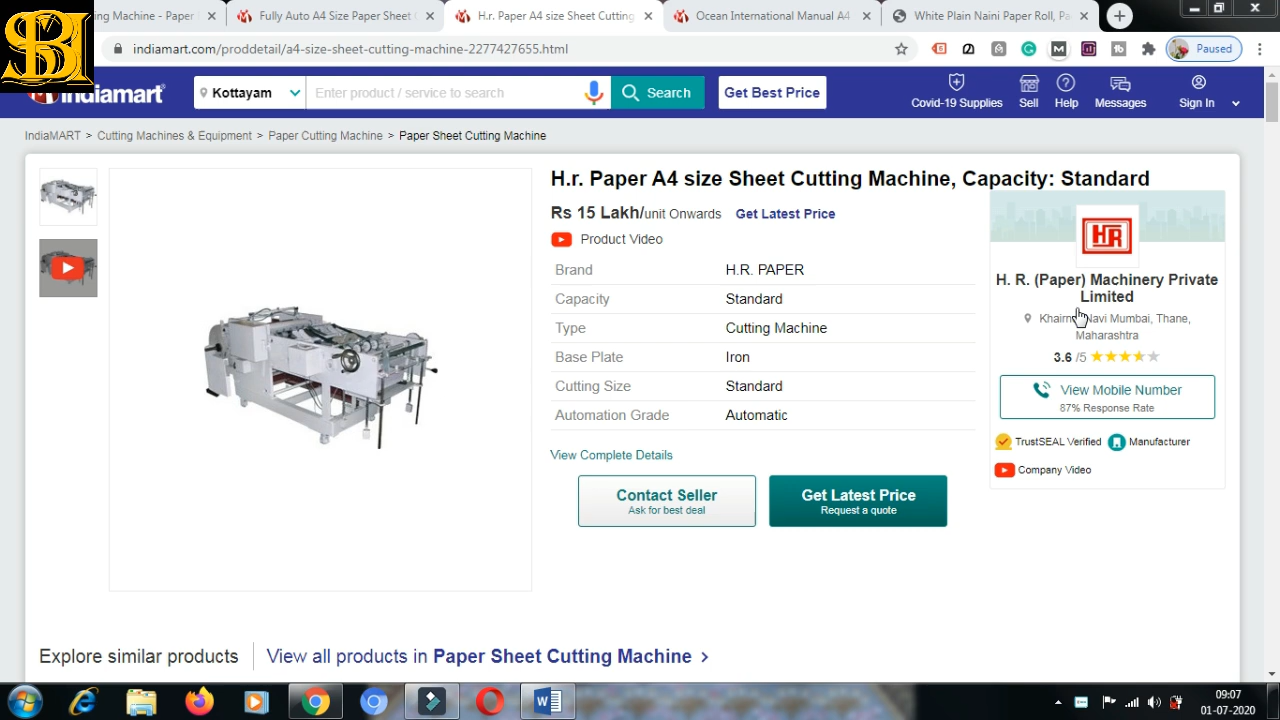 ing Machine - Paper
Fully Auto A4 Size Paper Sheet
H.r. Paper A4 size Sheet Cutting
Ocean International Manual A4
White Plain Naini Paper Roll, Pa
SBI
indiamart.com/proddetail/a4-size-sheet-cutting-machine-2277427655.html
Paused
indiamart
Kottayam
Enter product / service to search
Search
Get Best Price
Covid-19 Supplies
Sell
Help
Messages
Sign In
IndiaMART > Cutting Machines & Equipment > Paper Cutting Machine > Paper Sheet Cutting Machine
H.r. Paper A4 size Sheet Cutting Machine, Capacity: Standard
Rs 15 Lakh/unit Onwards Get Latest Price
Product Video
Brand H.R. PAPER
Capacity Standard
Type Cutting Machine
Base Plate Iron
Cutting Size Standard
Automation Grade Automatic
View Complete Details
Contact Seller
Ask for best deal
Get Latest Price
Request a quote
HR
H. R. (Paper) Machinery Private
Limited
Navi Mumbai, Thane,
Maharashtra
3.6 /5
View Mobile Number
87% Response Rate
TrustSEAL Verified
Manufacturer
Company Video
Explore similar products
View all products in Paper Sheet Cutting Machine >
09:07
01-07-2020